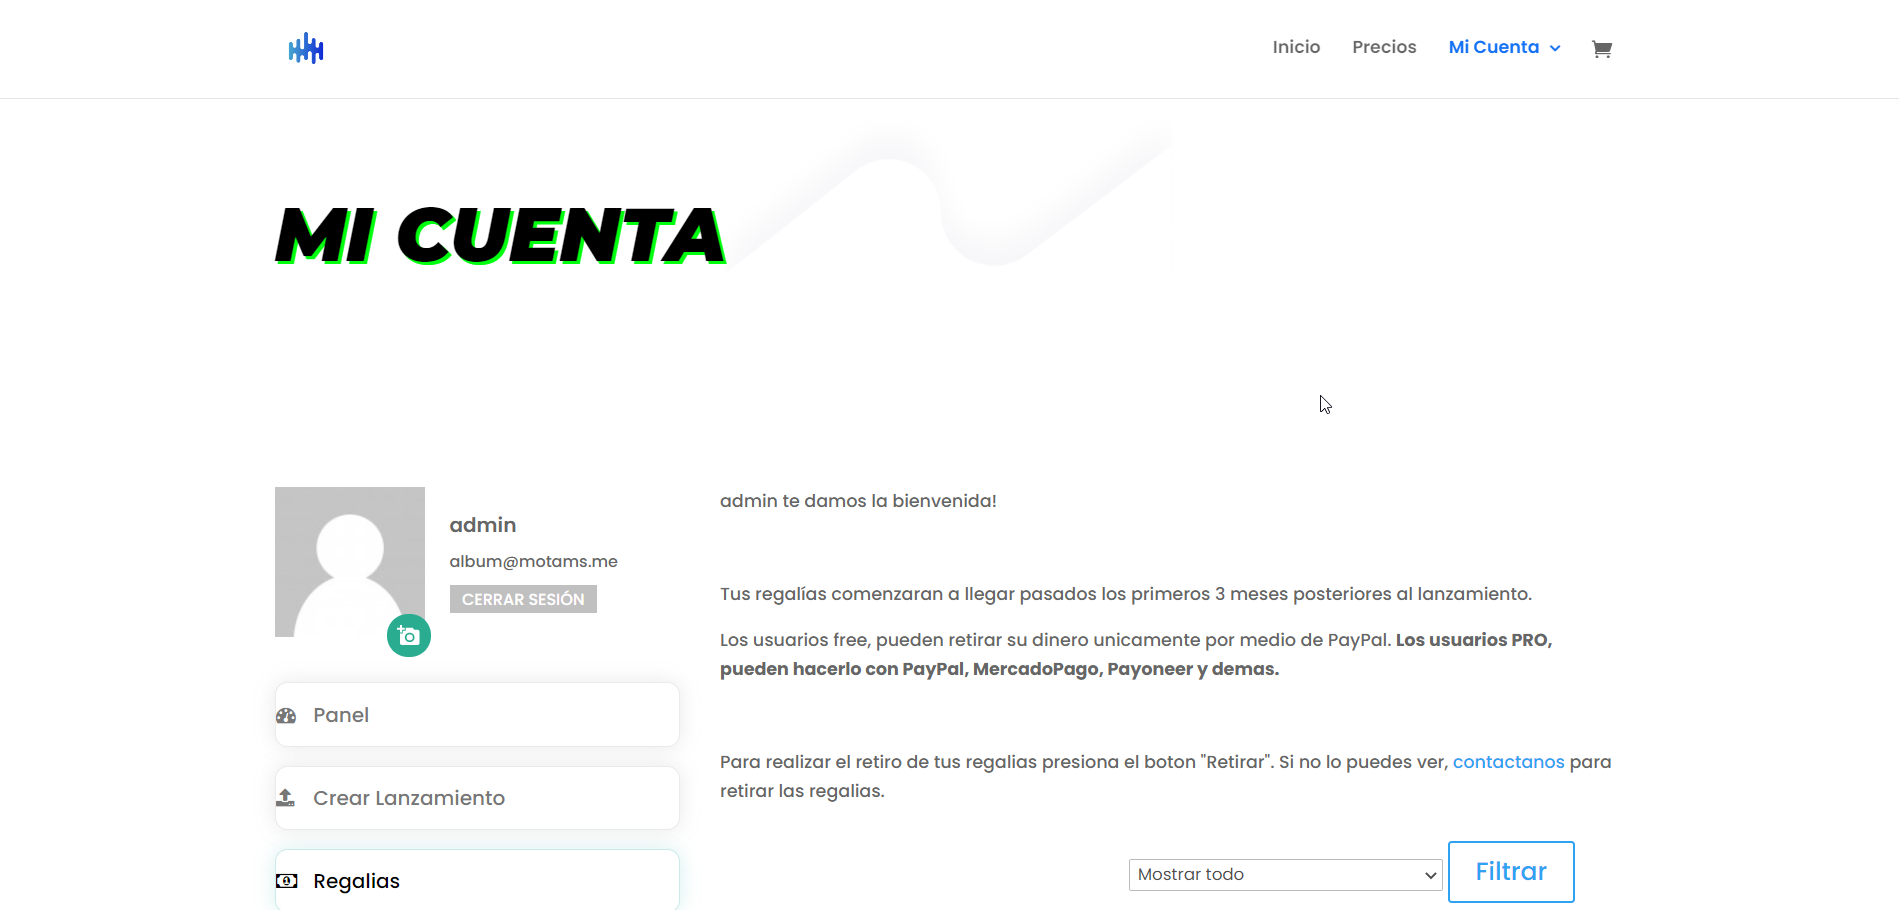 Inicio Precios Mi Cuenta
MI CUENTA
admin
album@motams.me
CERRAR SESIÓN
Panel
Crear Lanzamiento
Regalias
admin te damos la bienvenida!
Tus regalías comenzaran a llegar pasados los primeros 3 meses posteriores al lanzamiento.
Los usuarios free, pueden retirar su dinero unicamente por medio de PayPal. Los usuarios PRO,
pueden hacerlo con PayPal, MercadoPago, Payoneer y demas.
Para realizar el retiro de tus regalias presiona el boton "Retirar". Si no lo puedes ver, contactanos para
retirar las regalias.
Mostrar todo Filtrar